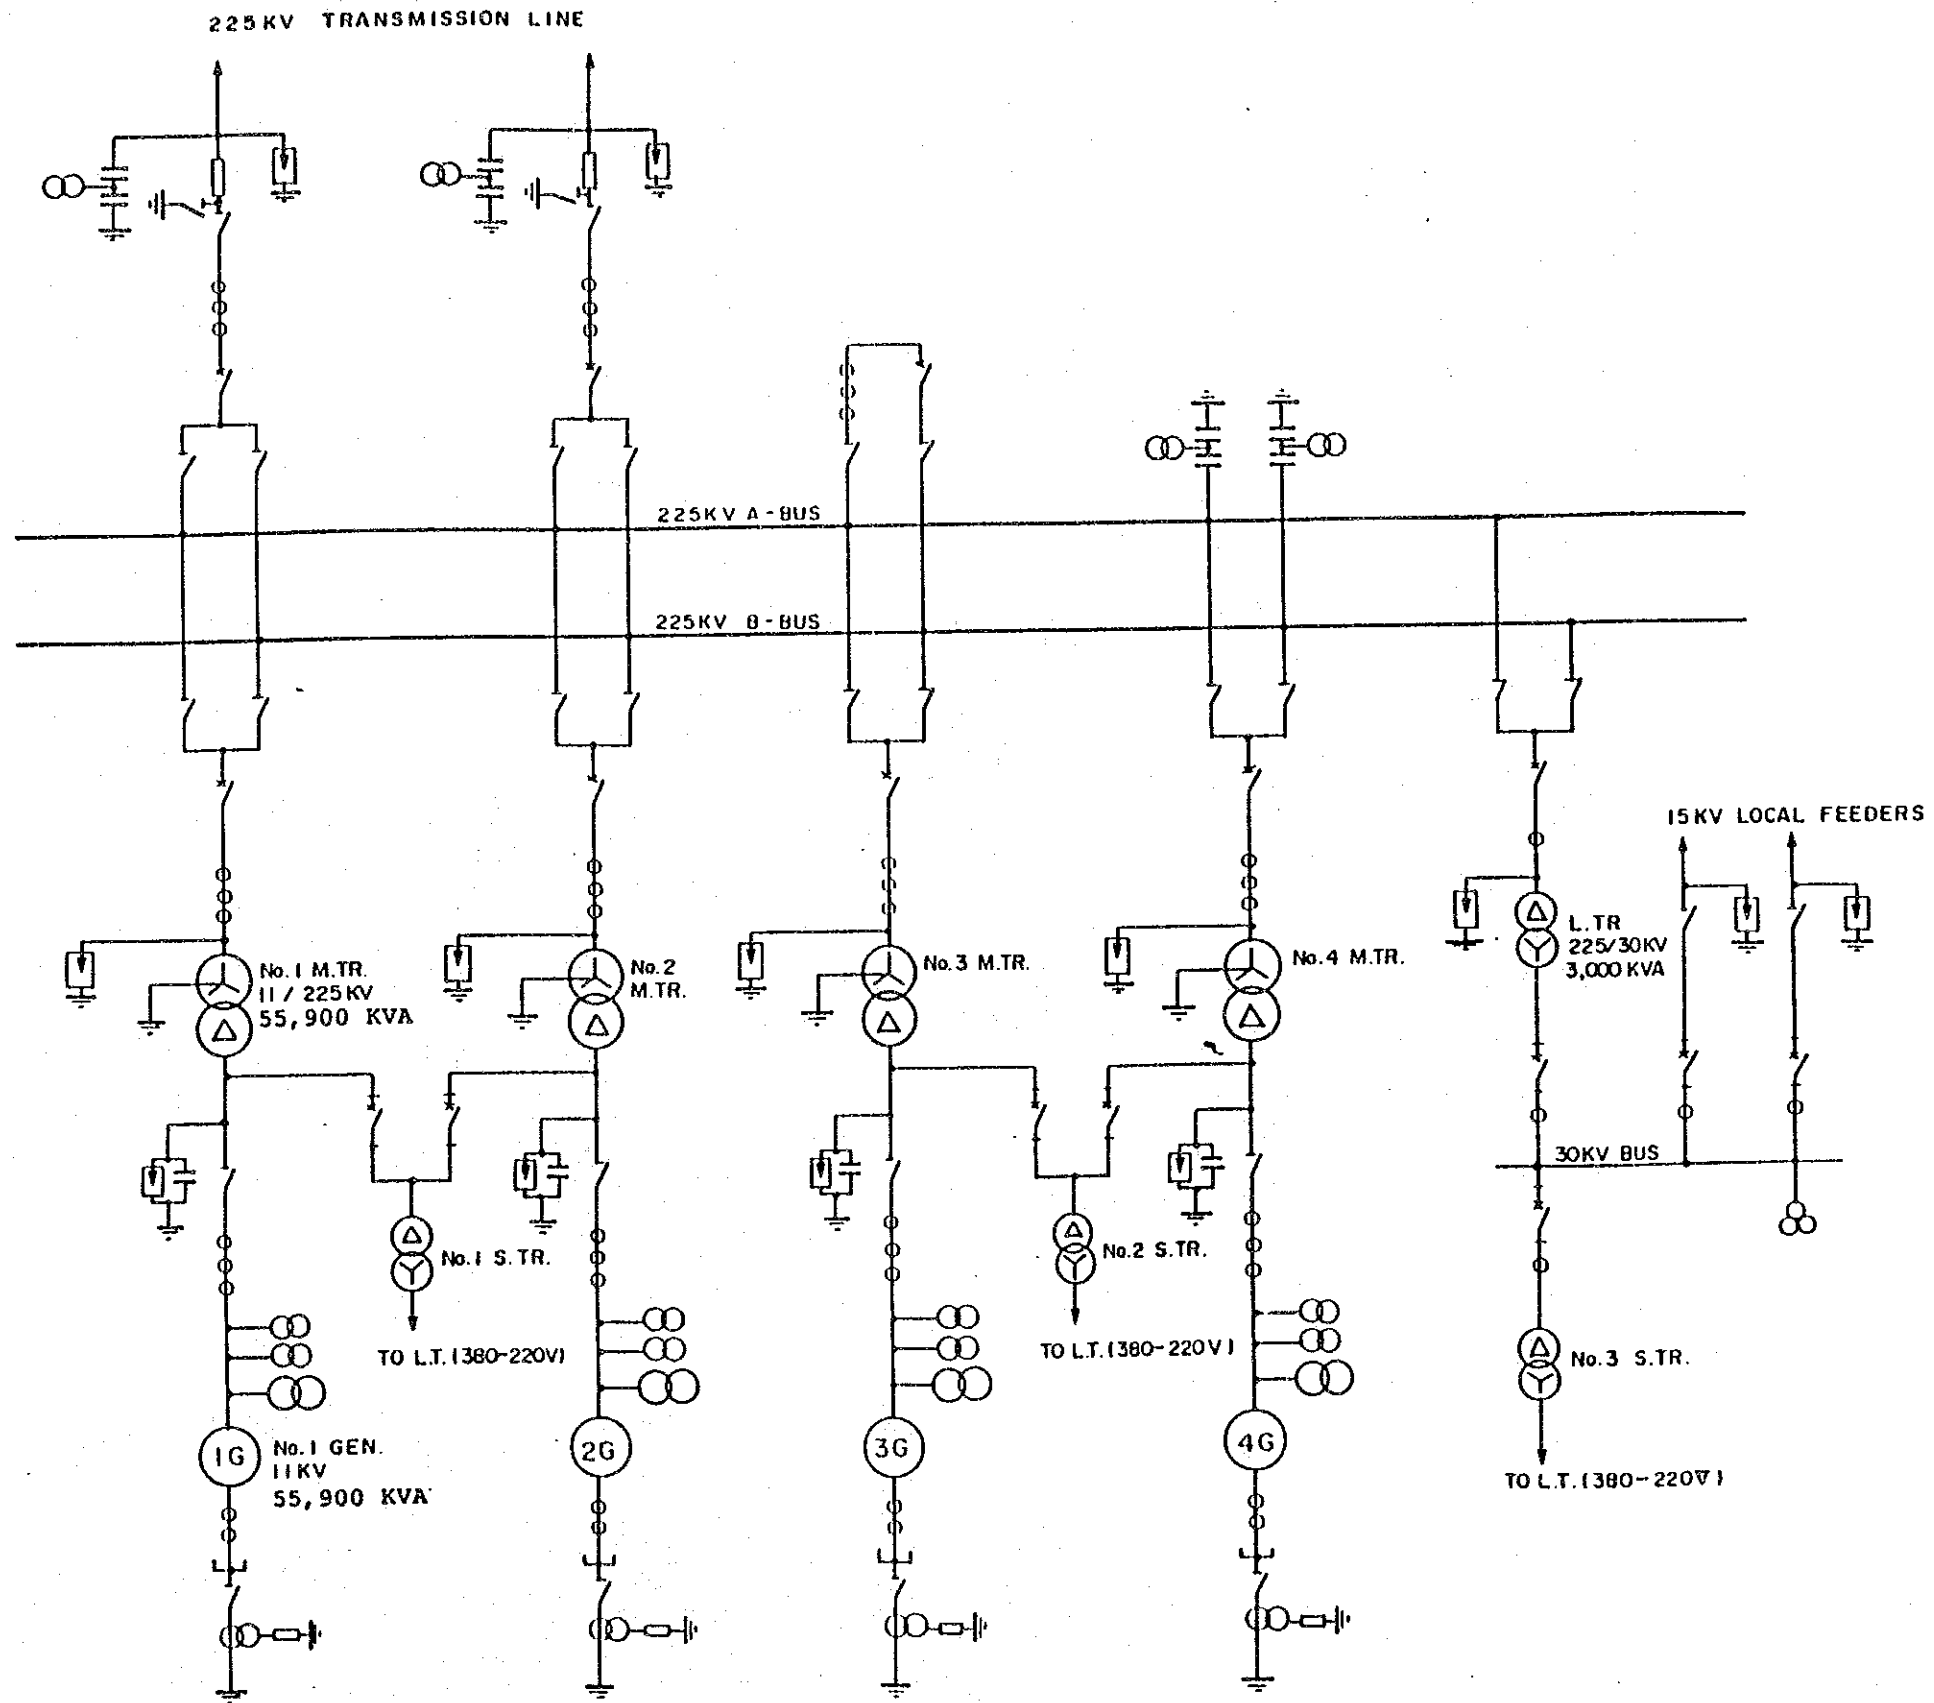 225KV TRANSMISSION LINE
225KV A-BUS
225KV B-BUS
15KV LOCAL FEEDERS
No.1 M.TR.
11/225KV
55,900 KVA
No.2
M.TR.
No.3 M.TR.
No.4 M.TR.
L.TR
225/30KV
3,000 KVA
30KV BUS
No.1 S.TR.
No.2 S.TR.
TO L.T.(380-220V)
TO L.T.(380-220V)
No.3 S.TR.
1G
No.1 GEN.
11KV
55,900 KVA
2G
3G
4G
TO L.T.(380-220V)